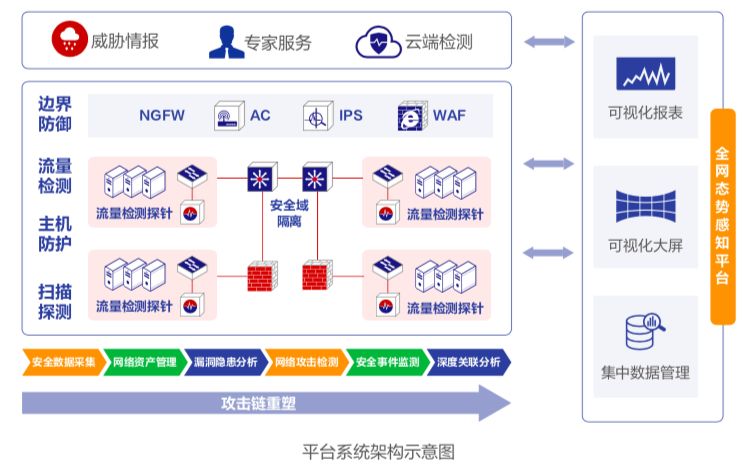 威胁情报
专家服务
云端检测
边界
防御
NGFW
AC
IPS
WAF
流量
检测
主机
防护
扫描
探测
流量检测探针
安全域
隔离
流量检测探针
流量检测探针
流量检测探针
安全数据采集
网络资产管理
漏洞隐患分析
网络攻击检测
安全事件监测
深度关联分析
攻击链重塑
可视化报表
可视化大屏
集中数据管理
全网态势感知平台
平台系统架构示意图